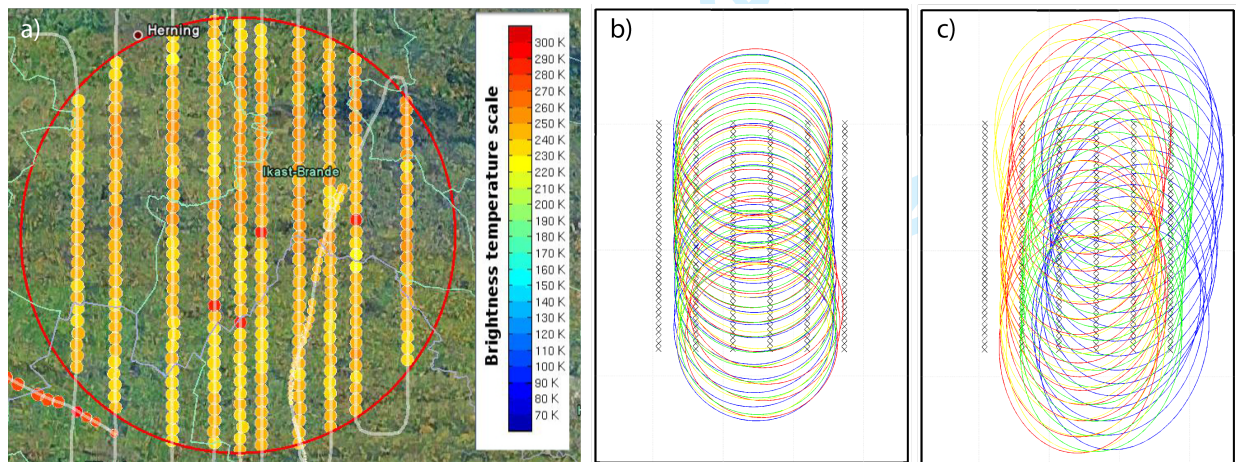 a)
Herning
Ikast-Brande
Brightness temperature scale
300 K
290 K
280 K
270 K
260 K
250 K
240 K
230 K
220 K
210 K
200 K
190 K
180 K
170 K
160 K
150 K
140 K
130 K
120 K
110 K
100 K
90 K
80 K
70 K
b)
c)